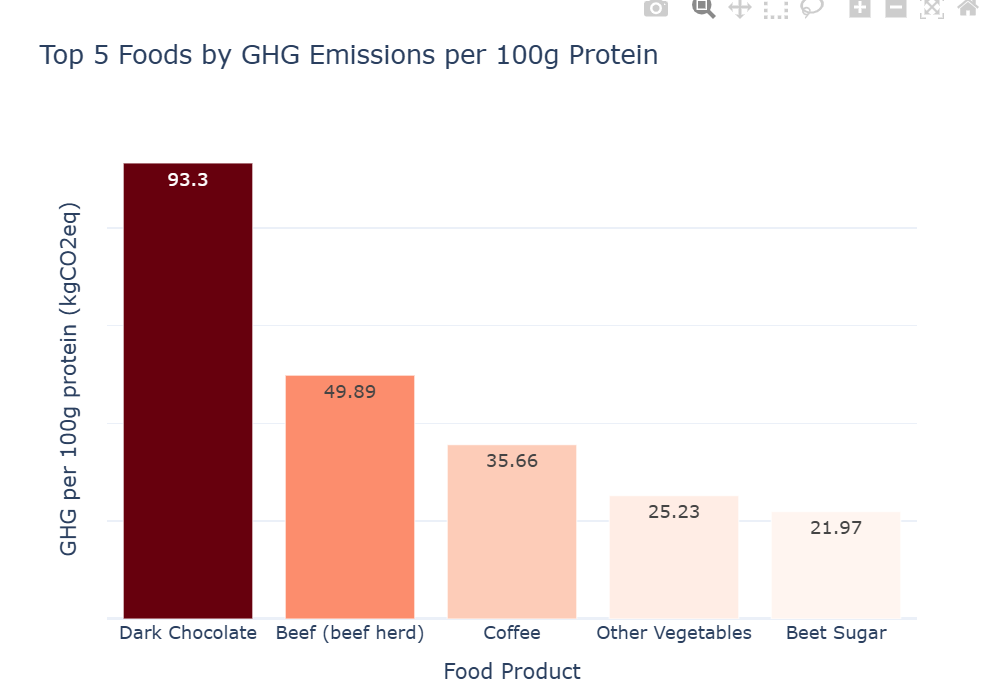 Top 5 Foods by GHG Emissions per 100g Protein
GHG per 100g protein (kgCO2eq)
93.3
49.89
35.66
25.23
21.97
Dark Chocolate
Beef (beef herd)
Coffee
Other Vegetables
Beet Sugar
Food Product